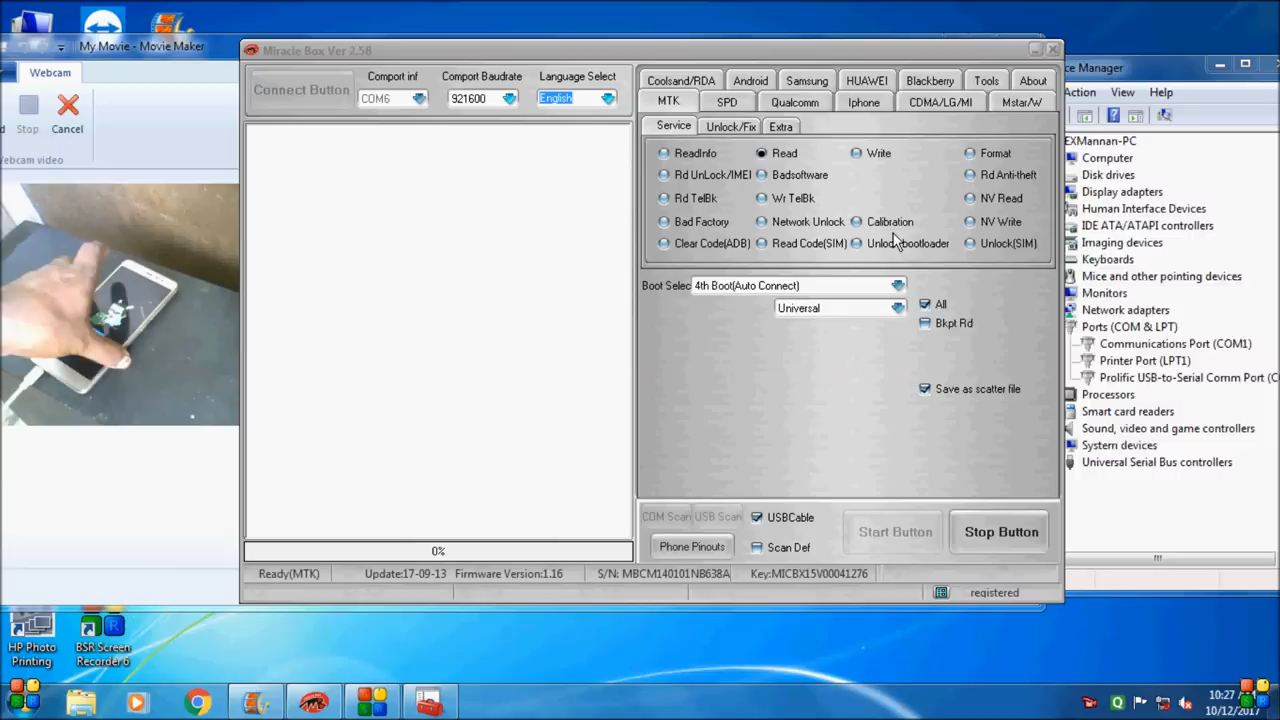 My Movie - Movie Maker
Webcam
Stop
Cancel
Webcam video
Miracle Box Ver 2.58
Connect Button
Comport inf
COM6
Comport Baudrate
921600
Language Select
English
Coolsand/RDA
Android
Samsung
HUAWEI
Blackberry
Tools
About
MTK
SPD
Qualcomm
Iphone
CDMA/LG/MI
Mstar/W
Service
Unlock/Fix
Extra
ReadInfo
Read
Write
Format
Rd UnLock/IMEI
Badsoftware
Rd Anti-theft
Rd TelBk
Wr TelBk
NV Read
Bad Factory
Network Unlock
Calibration
NV Write
Clear Code(ADB)
Read Code(SIM)
Unlock bootloader
Unlock(SIM)
Boot Selec
4th Boot(Auto Connect)
Universal
All
Bkpt Rd
Save as scatter file
COM Scan
USB Scan
USBCable
Start Button
Stop Button
Phone Pinouts
Scan Def
0%
Ready(MTK)
Update:17-09-13
Firmware Version:1.16
S/N: MBCM140101NB638A
Key:MICBX15V00041276
registered
ce Manager
Action
View
Help
EXMannan-PC
Computer
Disk drives
Display adapters
Human Interface Devices
IDE ATA/ATAPI controllers
Imaging devices
Keyboards
Mice and other pointing devices
Monitors
Network adapters
Ports (COM & LPT)
Communications Port (COM1)
Printer Port (LPT1)
Prolific USB-to-Serial Comm Port (C
Processors
Smart card readers
Sound, video and game controllers
System devices
Universal Serial Bus controllers
HP Photo
Printing
BSR Screen
Recorder 6
10:27
10/12/2017